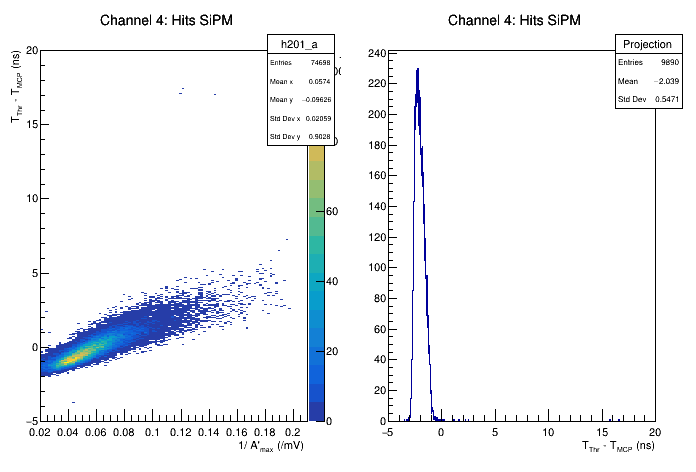 Channel 4: Hits SiPM
h201_a
Entries 74698
Mean x 0.0574
Mean y −0.09626
Std Dev x 0.02059
Std Dev y 0.9028
T_Thr - T_MCP (ns)
20
15
10
5
0
−5
0.02 0.04 0.06 0.08 0.1 0.12 0.14 0.16 0.18 0.2
1/ A'_max (/mV)
60
40
20
0
Channel 4: Hits SiPM
Projection
Entries 9890
Mean −2.039
Std Dev 0.5471
240
220
200
180
160
140
120
100
80
60
40
20
0
−5 0 5 10 15 20
T_Thr - T_MCP (ns)